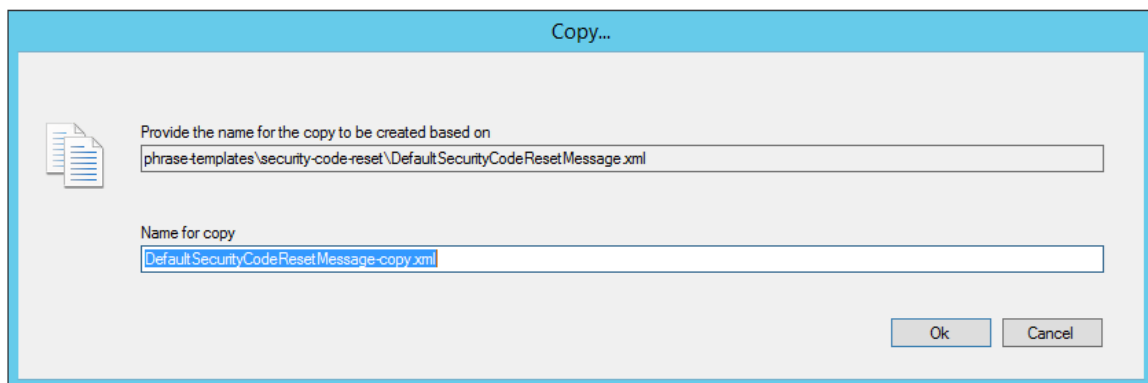 Copy...
Provide the name for the copy to be created based on
phrase-templates\security-code-reset\DefaultSecurityCodeResetMessage.xml
Name for copy
DefaultSecurityCodeResetMessage-copy.xml
Ok Cancel